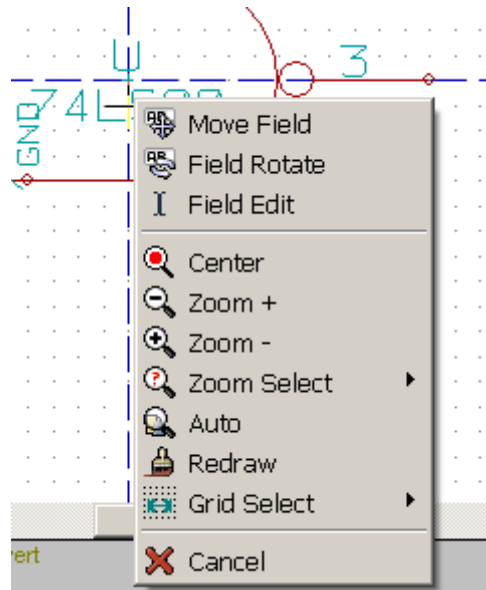 U
3
74LS00
GND
Move Field
Field Rotate
Field Edit
Center
Zoom +
Zoom -
Zoom Select
Auto
Redraw
Grid Select
Cancel
vert